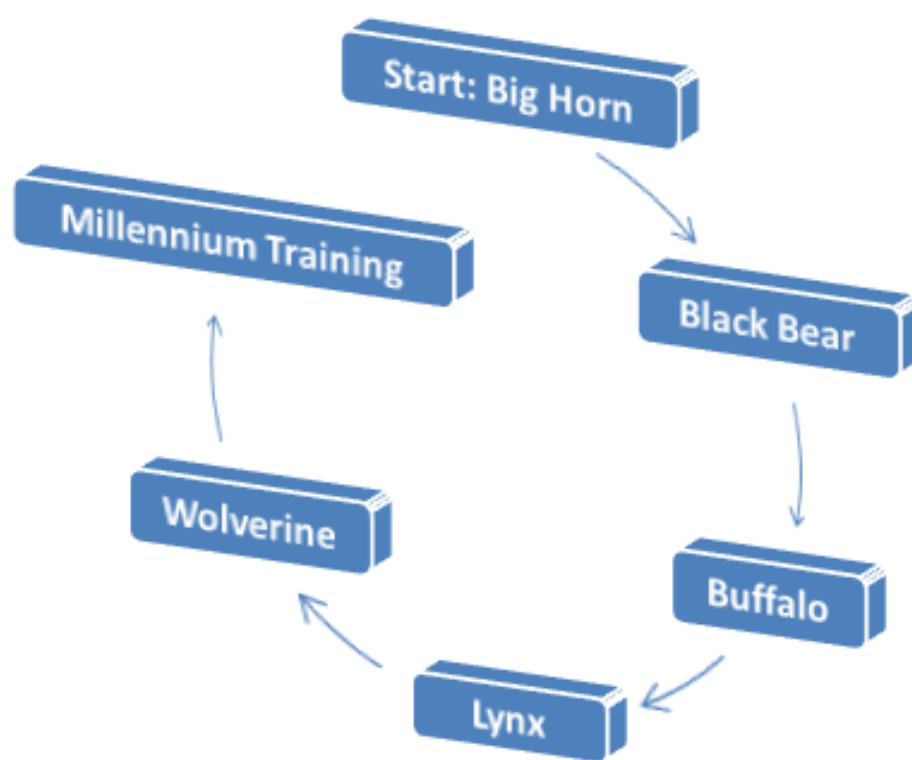 Start: Big Horn
Black Bear
Buffalo
Lynx
Wolverine
Millennium Training